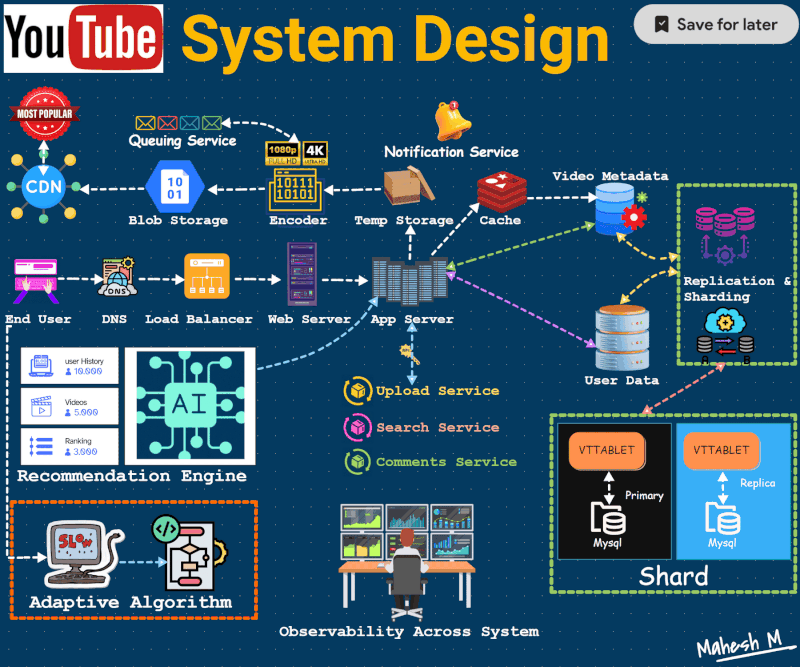 YouTube
System Design
Save for later
MOST POPULAR
CDN
Queuing Service
1080p
FULL HD
4K
ULTRA HD
1
Notification Service
Video Metadata
10
01
Blob Storage
10111
10101
Encoder
Temp Storage
Cache
Replication &
Sharding
A
B
End User
DNS
DNS
Load Balancer
Web Server
App Server
User Data
user History
10.000
Videos
5.000
Ranking
3.000
AI
Recommendation Engine
Upload Service
Search Service
Comments Service
VTTABLET
Primary
Mysql
VTTABLET
Replica
Mysql
Shard
SLOW
</>
Adaptive Algorithm
Observability Across System
Mahesh M